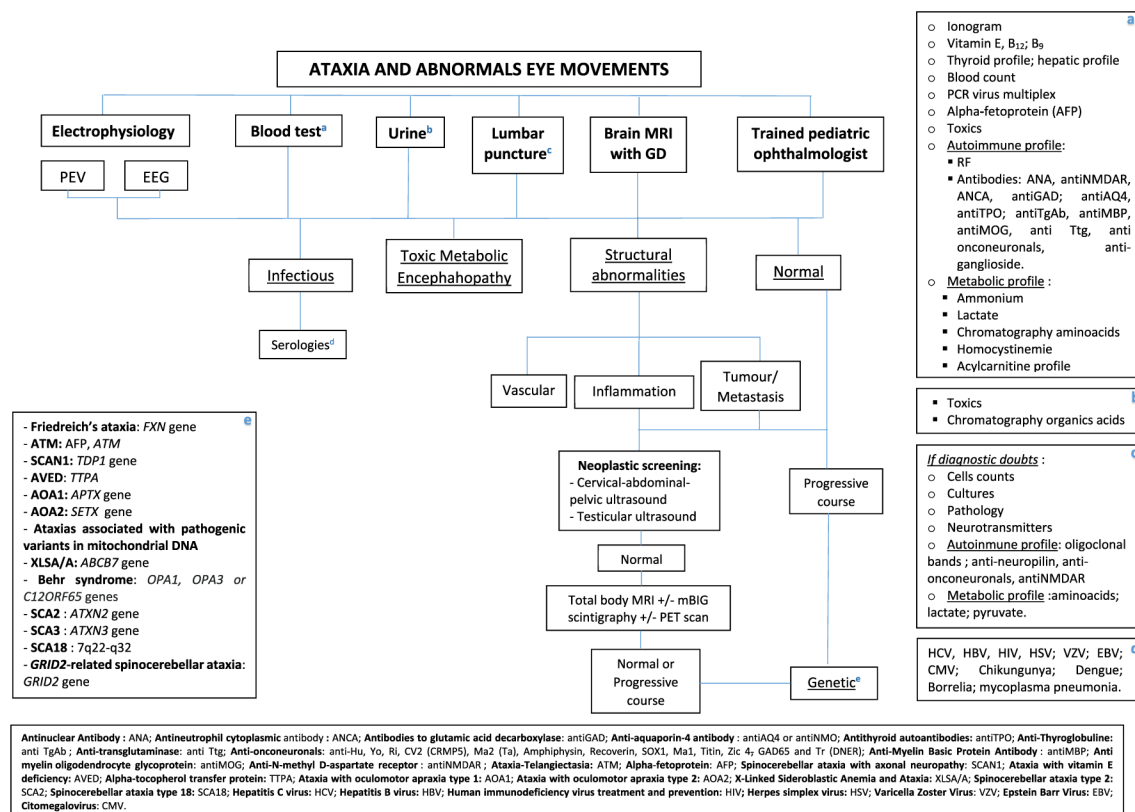 ATAXIA AND ABNORMALS EYE MOVEMENTS
Electrophysiology
Blood testᵃ
Urineᵇ
Lumbar
punctureᶜ
Brain MRI
with GD
Trained pediatric
ophthalmologist
PEV
EEG
Infectious
Toxic Metabolic
Encephahopathy
Structural
abnormalities
Normal
Serologiesᵈ
Vascular
Inflammation
Tumour/
Metastasis
Neoplastic screening:
- Cervical-abdominal-
pelvic ultrasound
- Testicular ultrasound
Progressive
course
Normal
Total body MRI +/- mBIG
scintigraphy +/- PET scan
Normal or
Progressive
course
Geneticᵉ
a
o Ionogram
o Vitamin E, B₁₂; B₉
o Thyroid profile; hepatic profile
o Blood count
o PCR virus multiplex
o Alpha-fetoprotein (AFP)
o Toxics
o Autoimmune profile:
▪ RF
▪ Antibodies: ANA, antiNMDAR,
ANCA, antiGAD; antiAQ4,
antiTPO; antiTgAb, antiMBP,
antiMOG, anti Ttg, anti
onconeuronals, anti-
ganglioside.
o Metabolic profile :
▪ Ammonium
▪ Lactate
▪ Chromatography aminoacids
▪ Homocystinemie
▪ Acylcarnitine profile
b
▪ Toxics
▪ Chromatography organics acids
c
If diagnostic doubts :
o Cells counts
o Cultures
o Pathology
o Neurotransmitters
o Autoinmune profile: oligoclonal
bands ; anti-neuropilin, anti-
onconeuronals, antiNMDAR
o Metabolic profile :aminoacids;
lactate; pyruvate.
d
HCV, HBV, HIV, HSV; VZV; EBV;
CMV; Chikungunya; Dengue;
Borrelia; mycoplasma pneumonia.
e
- Friedreich's ataxia: FXN gene
- ATM: AFP, ATM
- SCAN1: TDP1 gene
- AVED: TTPA
- AOA1: APTX gene
- AOA2: SETX gene
- Ataxias associated with pathogenic
variants in mitochondrial DNA
- XLSA/A: ABCB7 gene
- Behr syndrome: OPA1, OPA3 or
C12ORF65 genes
- SCA2 : ATXN2 gene
- SCA3 : ATXN3 gene
- SCA18 : 7q22-q32
- GRID2-related spinocerebellar ataxia:
GRID2 gene
Antinuclear Antibody : ANA; Antineutrophil cytoplasmic antibody : ANCA; Antibodies to glutamic acid decarboxylase: antiGAD; Anti-aquaporin-4 antibody : antiAQ4 or antiNMO; Antithyroid autoantibodies: antiTPO; Anti-Thyroglobuline:
anti TgAb ; Anti-transglutaminase: anti Ttg; Anti-onconeuronals: anti-Hu, Yo, Ri, CV2 (CRMP5), Ma2 (Ta), Amphiphysin, Recoverin, SOX1, Ma1, Titin, Zic 4, GAD65 and Tr (DNER); Anti-Myelin Basic Protein Antibody : antiMBP; Anti
myelin oligodendrocyte glycoprotein: antiMOG; Anti-N-methyl D-aspartate receptor : antiNMDAR ; Ataxia-Telangiectasia: ATM; Alpha-fetoprotein: AFP; Spinocerebellar ataxia with axonal neuropathy: SCAN1; Ataxia with vitamin E
deficiency: AVED; Alpha-tocopherol transfer protein: TTPA; Ataxia with oculomotor apraxia type 1: AOA1; Ataxia with oculomotor apraxia type 2: AOA2; X-Linked Sideroblastic Anemia and Ataxia: XLSA/A; Spinocerebellar ataxia type 2:
SCA2; Spinocerebellar ataxia type 18: SCA18; Hepatitis C virus: HCV; Hepatitis B virus: HBV; Human immunodeficiency virus treatment and prevention: HIV; Herpes simplex virus: HSV; Varicella Zoster Virus: VZV; Epstein Barr Virus: EBV;
Citomegalovirus: CMV.